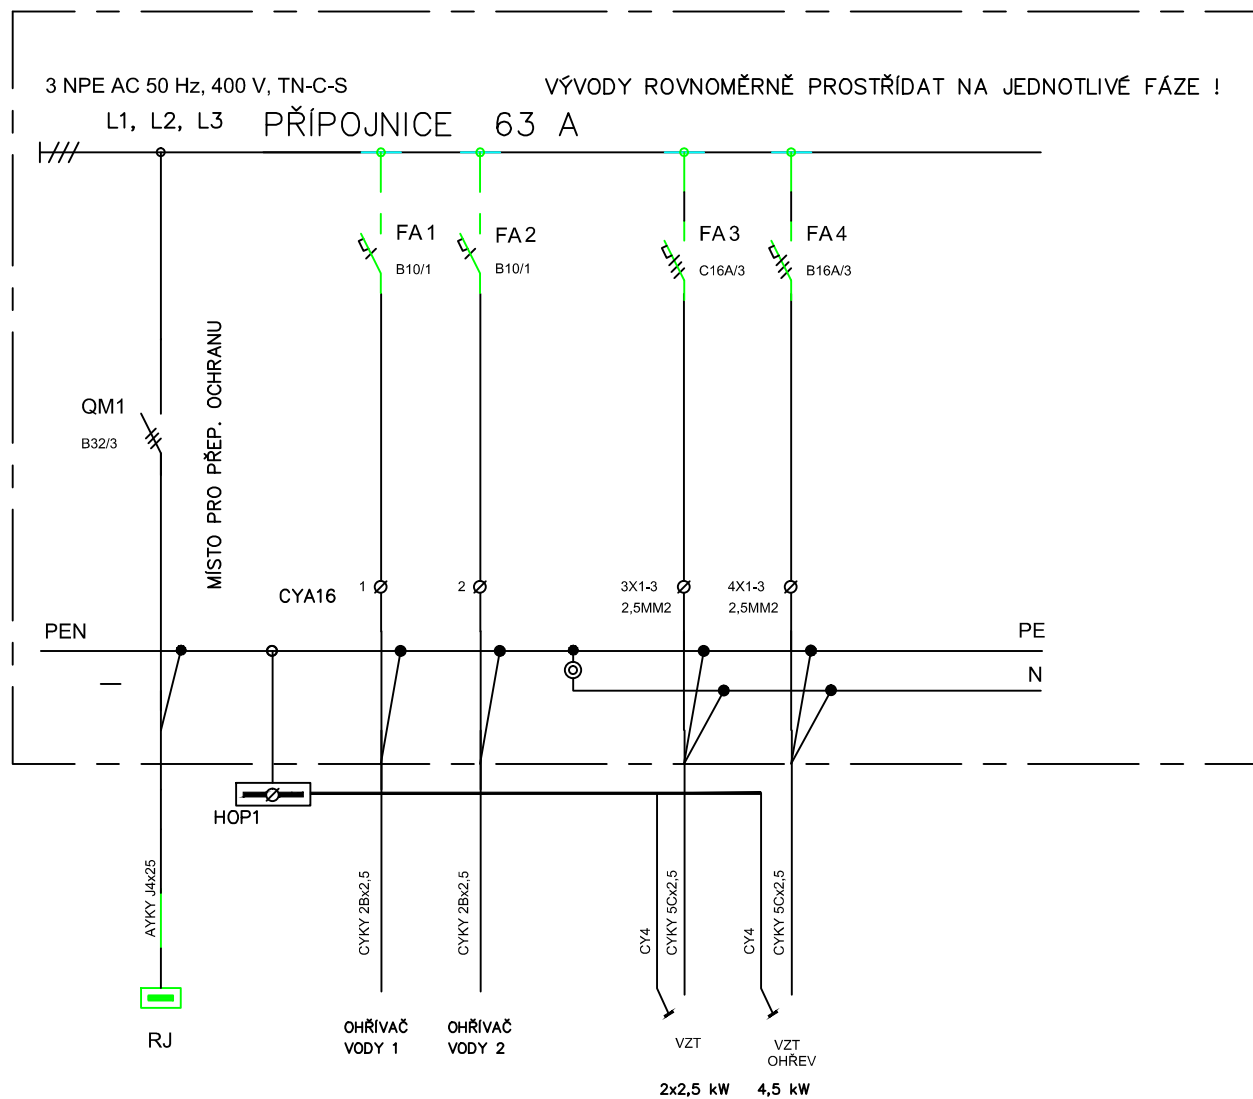 3 NPE AC 50 Hz, 400 V, TN-C-S
VÝVODY ROVNOMĚRNĚ PROSTŘÍDAT NA JEDNOTLIVÉ FÁZE !
L1, L2, L3
PŘÍPOJNICE 63 A
FA 1
B10/1
FA 2
B10/1
FA 3
C16A/3
FA 4
B16A/3
QM1
B32/3
MÍSTO PRO PŘEP. OCHRANU
CYA16
1
2
3X1-3
2,5MM2
4X1-3
2,5MM2
PEN
PE
N
HOP1
AYKY J4x25
CYKY 2Bx2,5
CYKY 2Bx2,5
CY4
CYKY 5Cx2,5
CY4
CYKY 5Cx2,5
RJ
OHŘÍVAČ
VODY 1
OHŘÍVAČ
VODY 2
VZT
VZT
OHŘEV
2x2,5 kW
4,5 kW